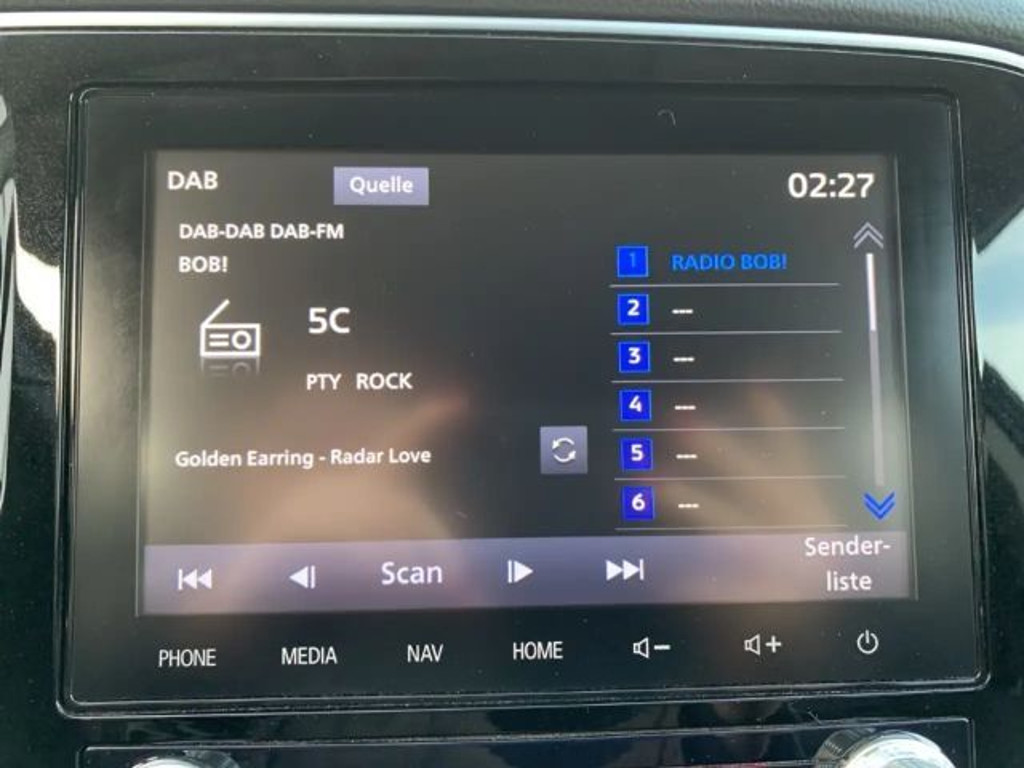 DAB
Quelle
02:27
DAB-DAB DAB-FM
BOB!
5C
PTY ROCK
Golden Earring - Radar Love
1 RADIO BOB!
2 ---
3 ---
4 ---
5 ---
6 ---
Scan
Sender-
liste
PHONE MEDIA NAV HOME - +